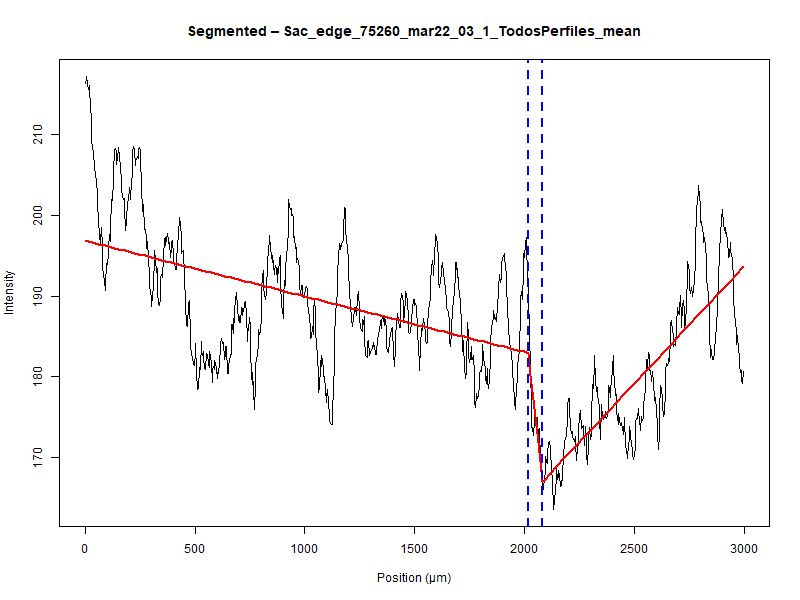 Segmented – Sac_edge_75260_mar22_03_1_TodosPerfiles_mean
Intensity
210
200
190
180
170
0 500 1000 1500 2000 2500 3000
Position (µm)